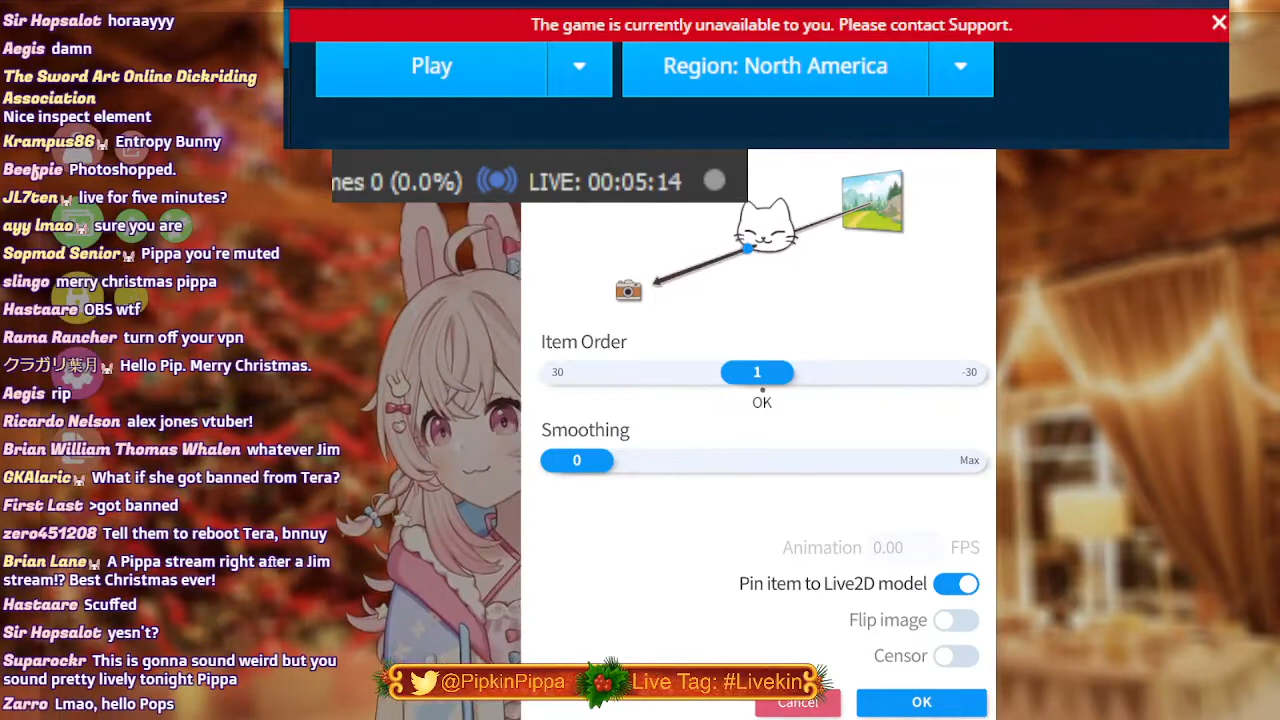 Sir Hopsalot horaayyy
Aegis damn
The Sword Art Online Dickriding
Association
Nice inspect element
Krampus86 Entropy Bunny
Beefpie Photoshopped.
JL7ten live for five minutes?
ayy lmao sure you are
Sopmod Senior Pippa you're muted
slingo merry christmas pippa
Hastaare OBS wtf
Rama Rancher turn off your vpn
クラガリ葉月 Hello Pip. Merry Christmas.
Aegis rip
Ricardo Nelson alex jones vtuber!
Brian William Thomas Whalen whatever Jim
GKAlaric What if she got banned from Tera?
First Last >got banned
zero451208 Tell them to reboot Tera, bnnuy
Brian Lane A Pippa stream right after a Jim
stream!? Best Christmas ever!
Hastaare Scuffed
Sir Hopsalot yesn't?
Suparockr This is gonna sound weird but you
sound pretty lively tonight Pippa
Zarro Lmao, hello Pops
The game is currently unavailable to you. Please contact Support.
Play
Region: North America
mes 0 (0.0%) LIVE: 00:05:14
Item Order
30 1 -30
OK
Smoothing
0 Max
Animation 0.00 FPS
Pin item to Live2D model
Flip image
Censor
@PipkinPippa Live Tag: #Livekin
Cancel OK